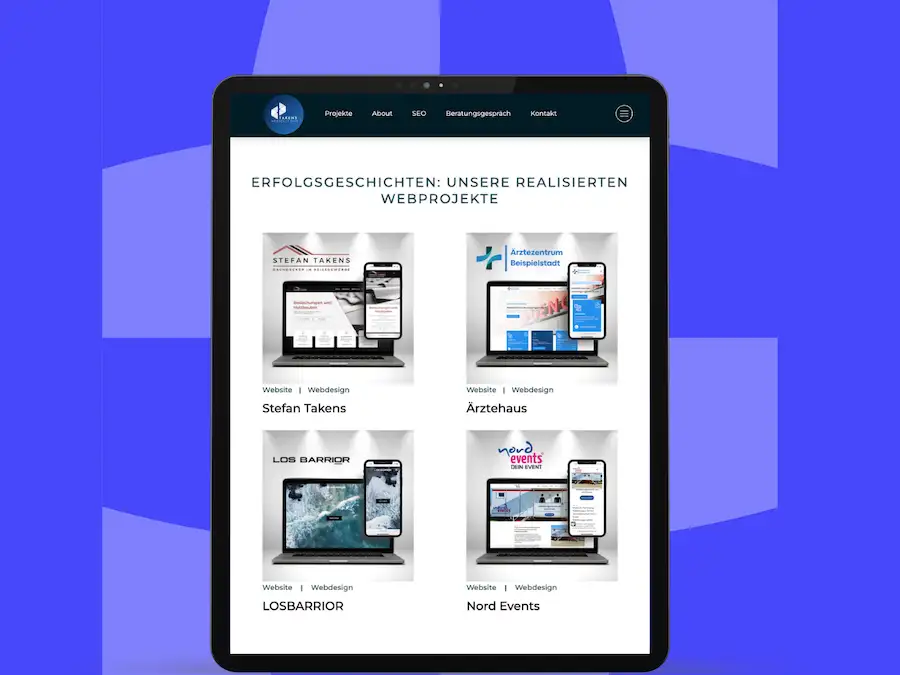 TAKENS
Projekte
About
SEO
Beratungsgespräch
Kontakt
ERFOLGSGESCHICHTEN: UNSERE REALISIERTEN
WEBPROJEKTE
STEFAN TAKENS
Website | Webdesign
Stefan Takens
Ärztezentrum
Beispielstadt
Website | Webdesign
Ärztehaus
LOS BARRIOR
Website | Webdesign
LOSBARRIOR
nord
events
DEIN EVENT
Website | Webdesign
Nord Events